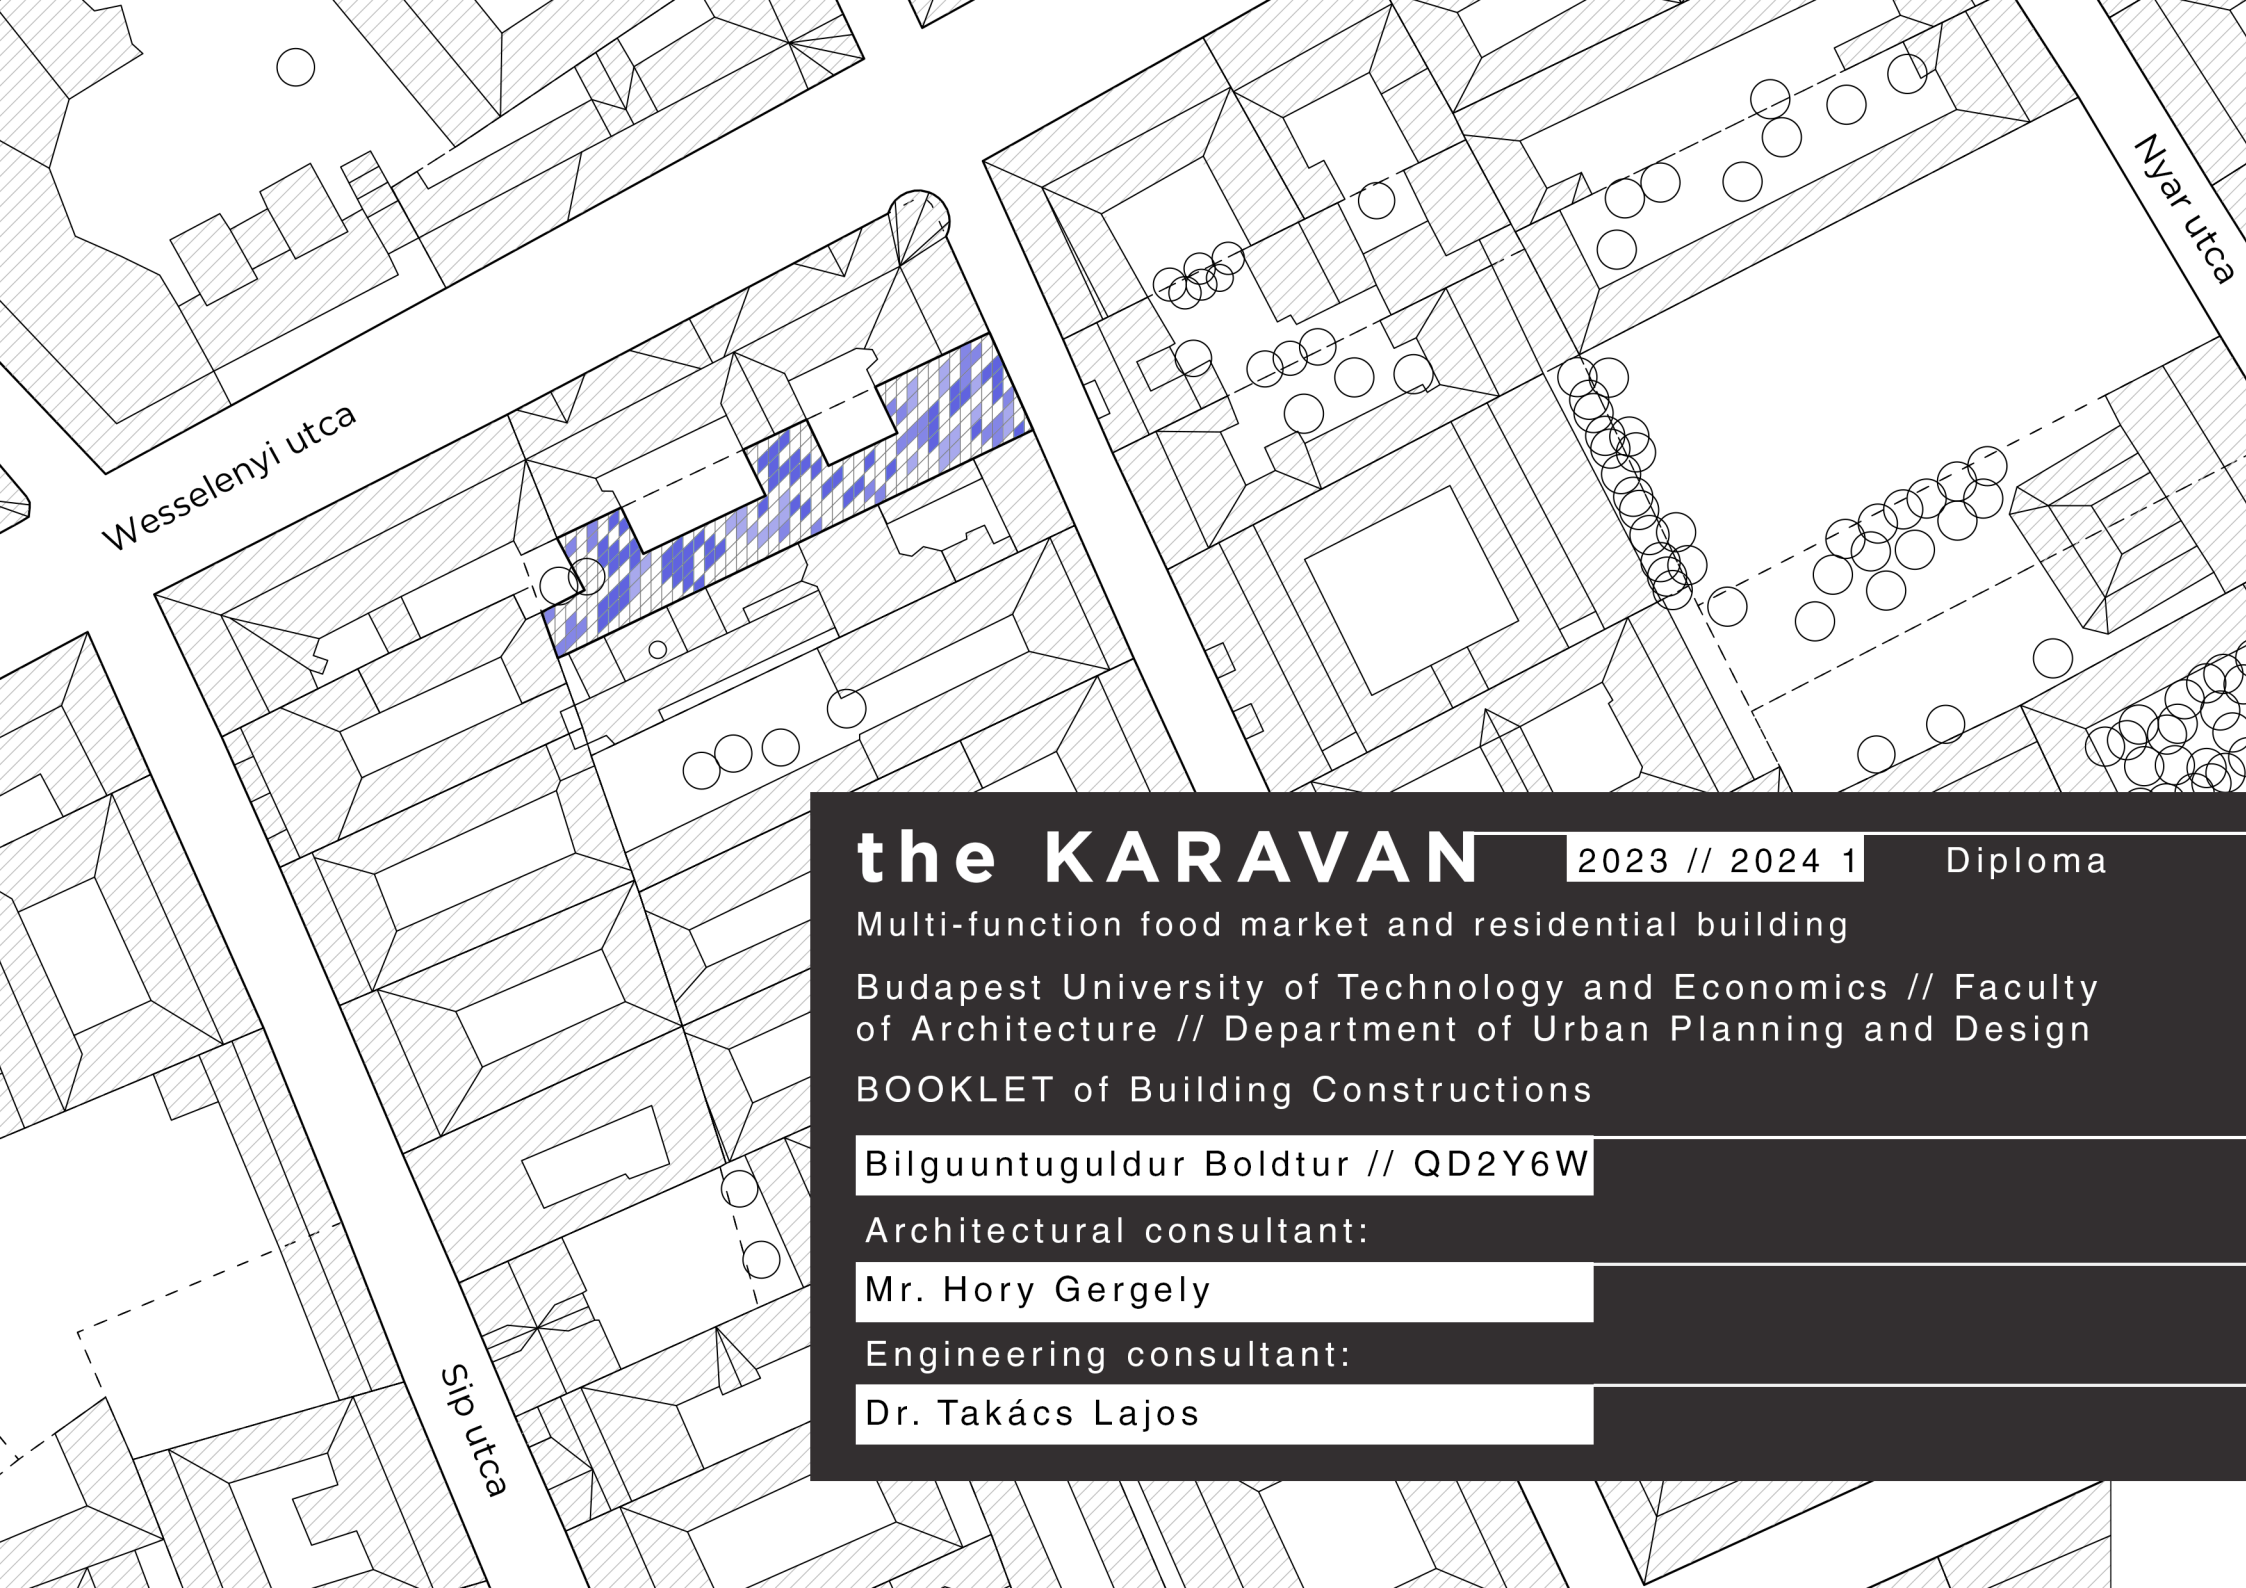 Nyar utca
Wesselenyi utca
the KARAVAN 2023 // 2024 1 Diploma
Multi-function food market and residential building
Budapest University of Technology and Economics // Faculty
of Architecture // Department of Urban Planning and Design
BOOKLET of Building Constructions
Bilguuntuguldur Boldtur // QD2Y6W
Architectural consultant:
Mr. Hory Gergely
Engineering consultant:
Dr. Takács Lajos
Sip utca